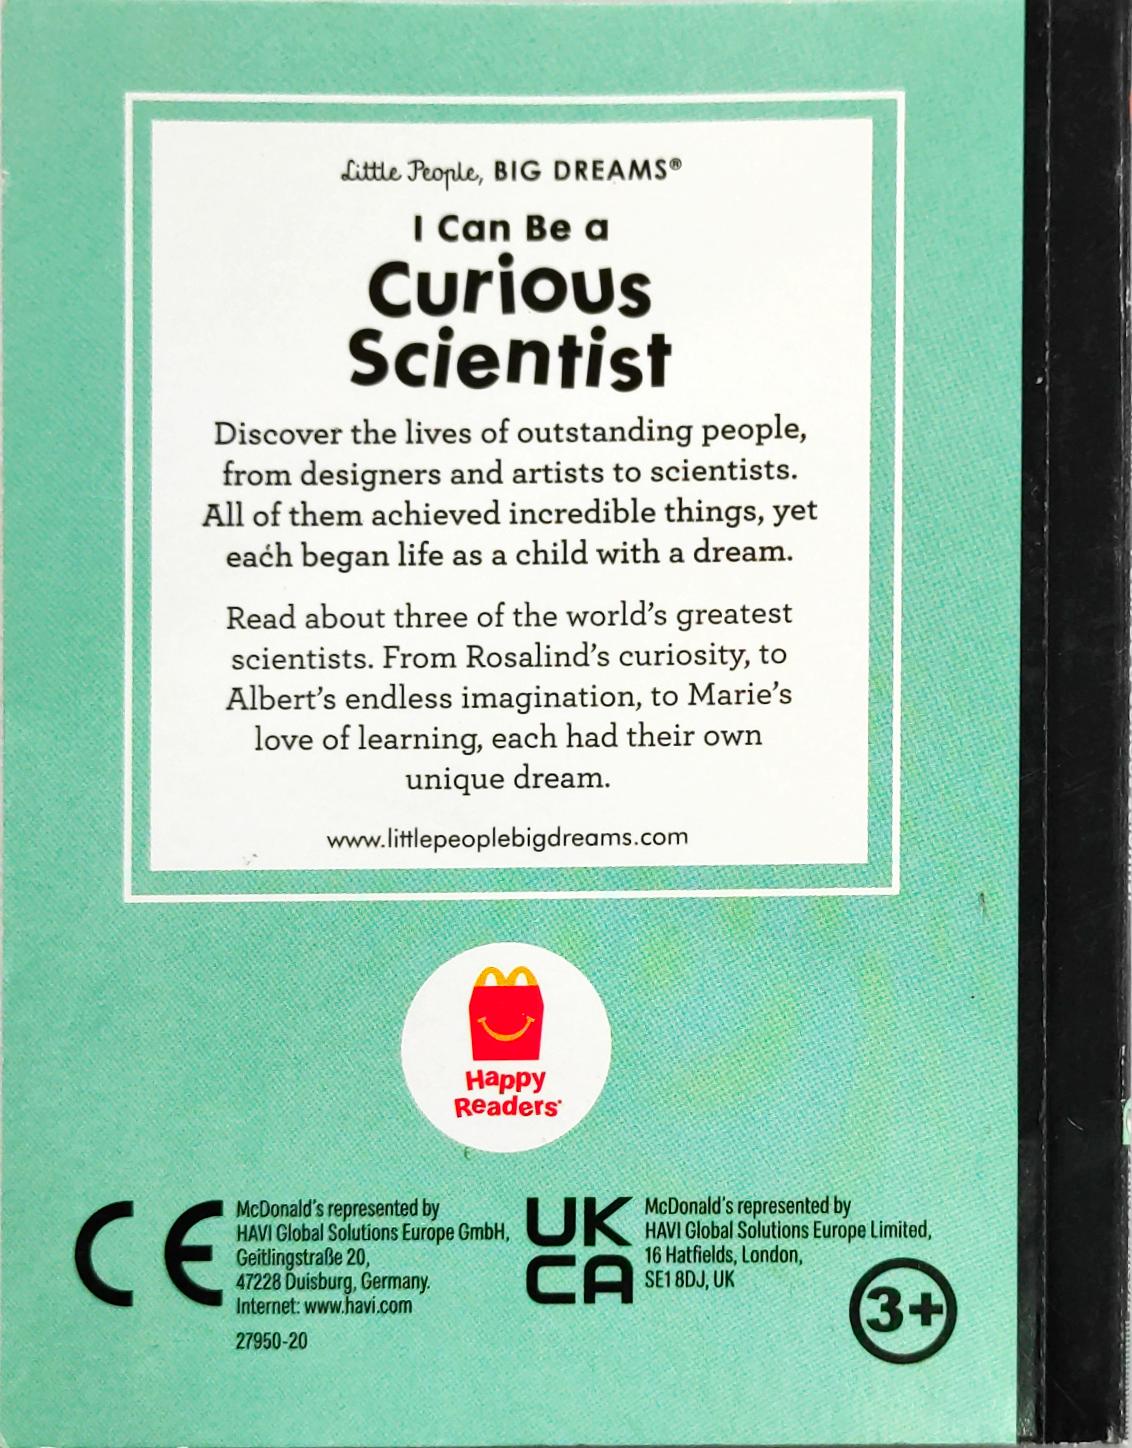 Little People, BIG DREAMS®
I Can Be a
Curious
Scientist
Discover the lives of outstanding people,
from designers and artists to scientists.
All of them achieved incredible things, yet
each began life as a child with a dream.
Read about three of the world's greatest
scientists. From Rosalind's curiosity, to
Albert's endless imagination, to Marie's
love of learning, each had their own
unique dream.
www.littlepeoplebigdreams.com
Happy
Readers
CE
McDonald's represented by
HAVI Global Solutions Europe GmbH,
Geitlingstraße 20,
47228 Duisburg, Germany.
Internet: www.havi.com
27950-20
UK
CA
McDonald's represented by
HAVI Global Solutions Europe Limited,
16 Hatfields, London,
SE1 8DJ, UK
3+